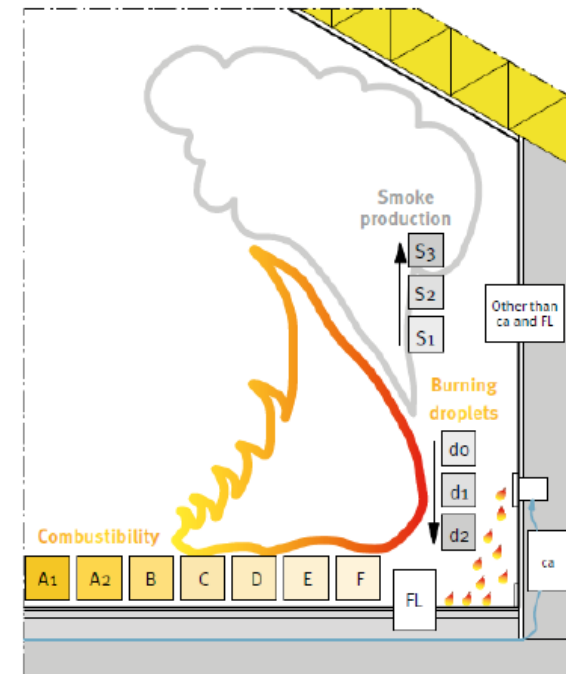 Smoke
production
S3
S2
S1
Other than
ca and FL
Burning
droplets
d0
d1
d2
Combustibility
A1
A2
B
C
D
E
F
FL
ca